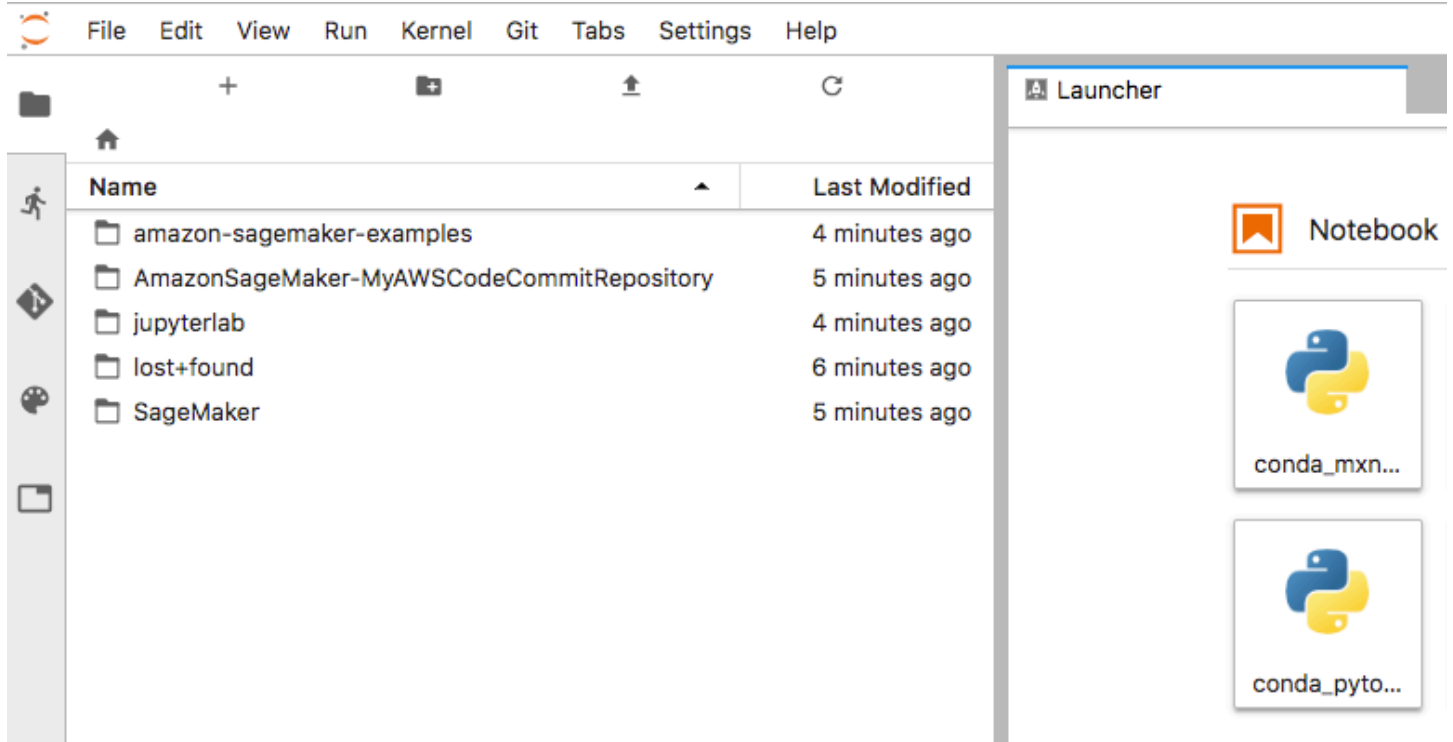 File Edit View Run Kernel Git Tabs Settings Help
Launcher
Name Last Modified
amazon-sagemaker-examples 4 minutes ago
AmazonSageMaker-MyAWSCodeCommitRepository 5 minutes ago
jupyterlab 4 minutes ago
lost+found 6 minutes ago
SageMaker 5 minutes ago
Notebook
conda_mxn...
conda_pyto...